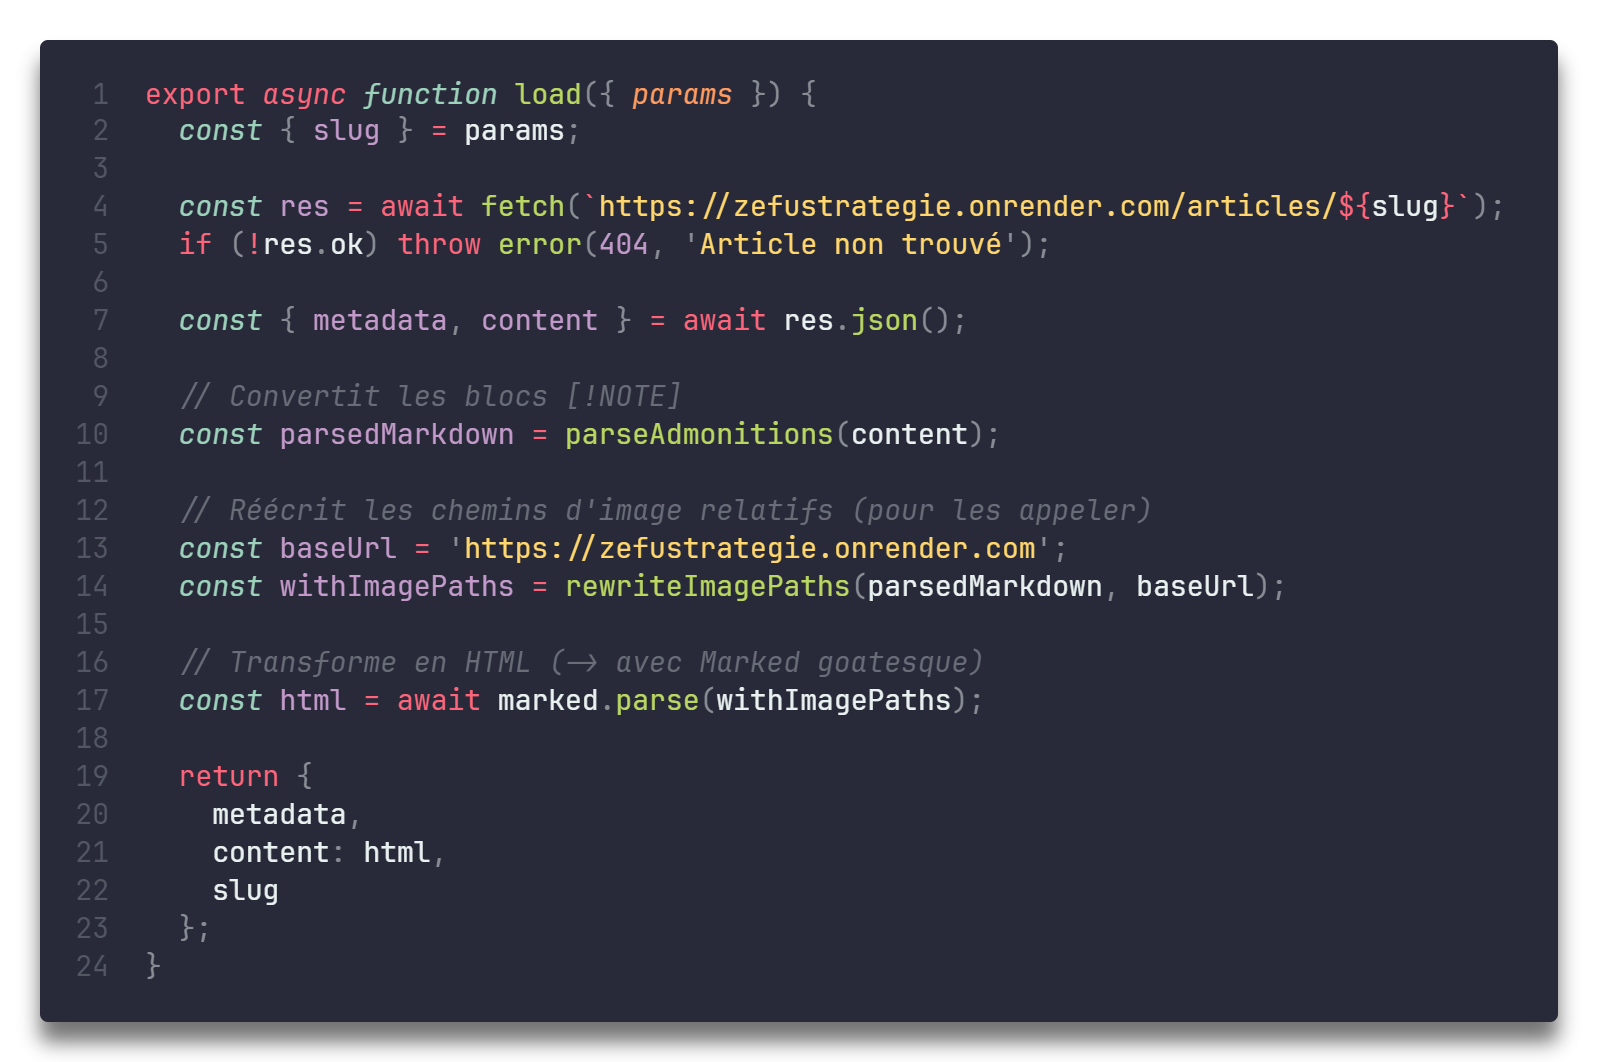 1 export async function load({ params }) {
2   const { slug } = params;
3
4   const res = await fetch(`https://zefustrategie.onrender.com/articles/${slug}`);
5   if (!res.ok) throw error(404, 'Article non trouvé');
6
7   const { metadata, content } = await res.json();
8
9   // Convertit les blocs [!NOTE]
10   const parsedMarkdown = parseAdmonitions(content);
11
12   // Réécrit les chemins d'image relatifs (pour les appeler)
13   const baseUrl = 'https://zefustrategie.onrender.com';
14   const withImagePaths = rewriteImagePaths(parsedMarkdown, baseUrl);
15
16   // Transforme en HTML (-> avec Marked goatesque)
17   const html = await marked.parse(withImagePaths);
18
19   return {
20     metadata,
21     content: html,
22     slug
23   };
24 }